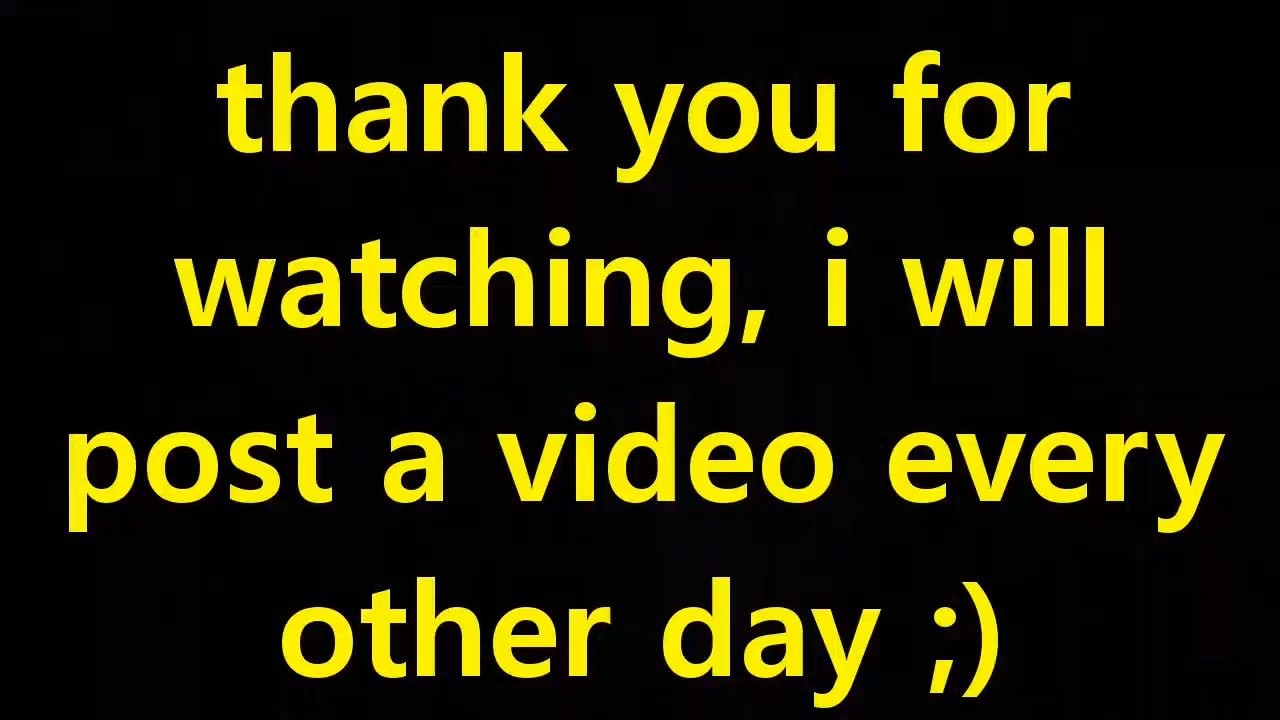 thank you for
watching, i will
post a video every
other day ;)